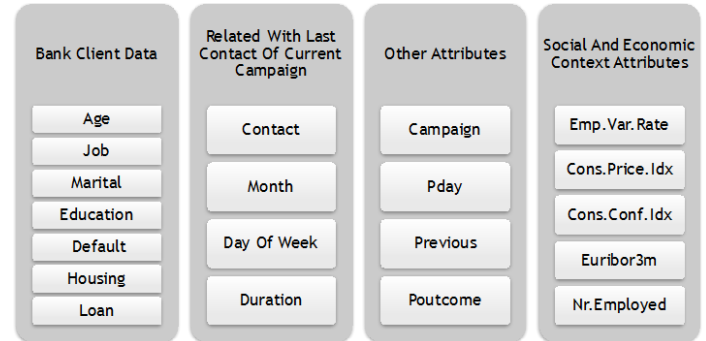 Bank Client Data
Age
Job
Marital
Education
Default
Housing
Loan
Related With Last
Contact Of Current
Campaign
Contact
Month
Day Of Week
Duration
Other Attributes
Campaign
Pday
Previous
Poutcome
Social And Economic
Context Attributes
Emp.Var.Rate
Cons.Price.Idx
Cons.Conf.Idx
Euribor3m
Nr.Employed